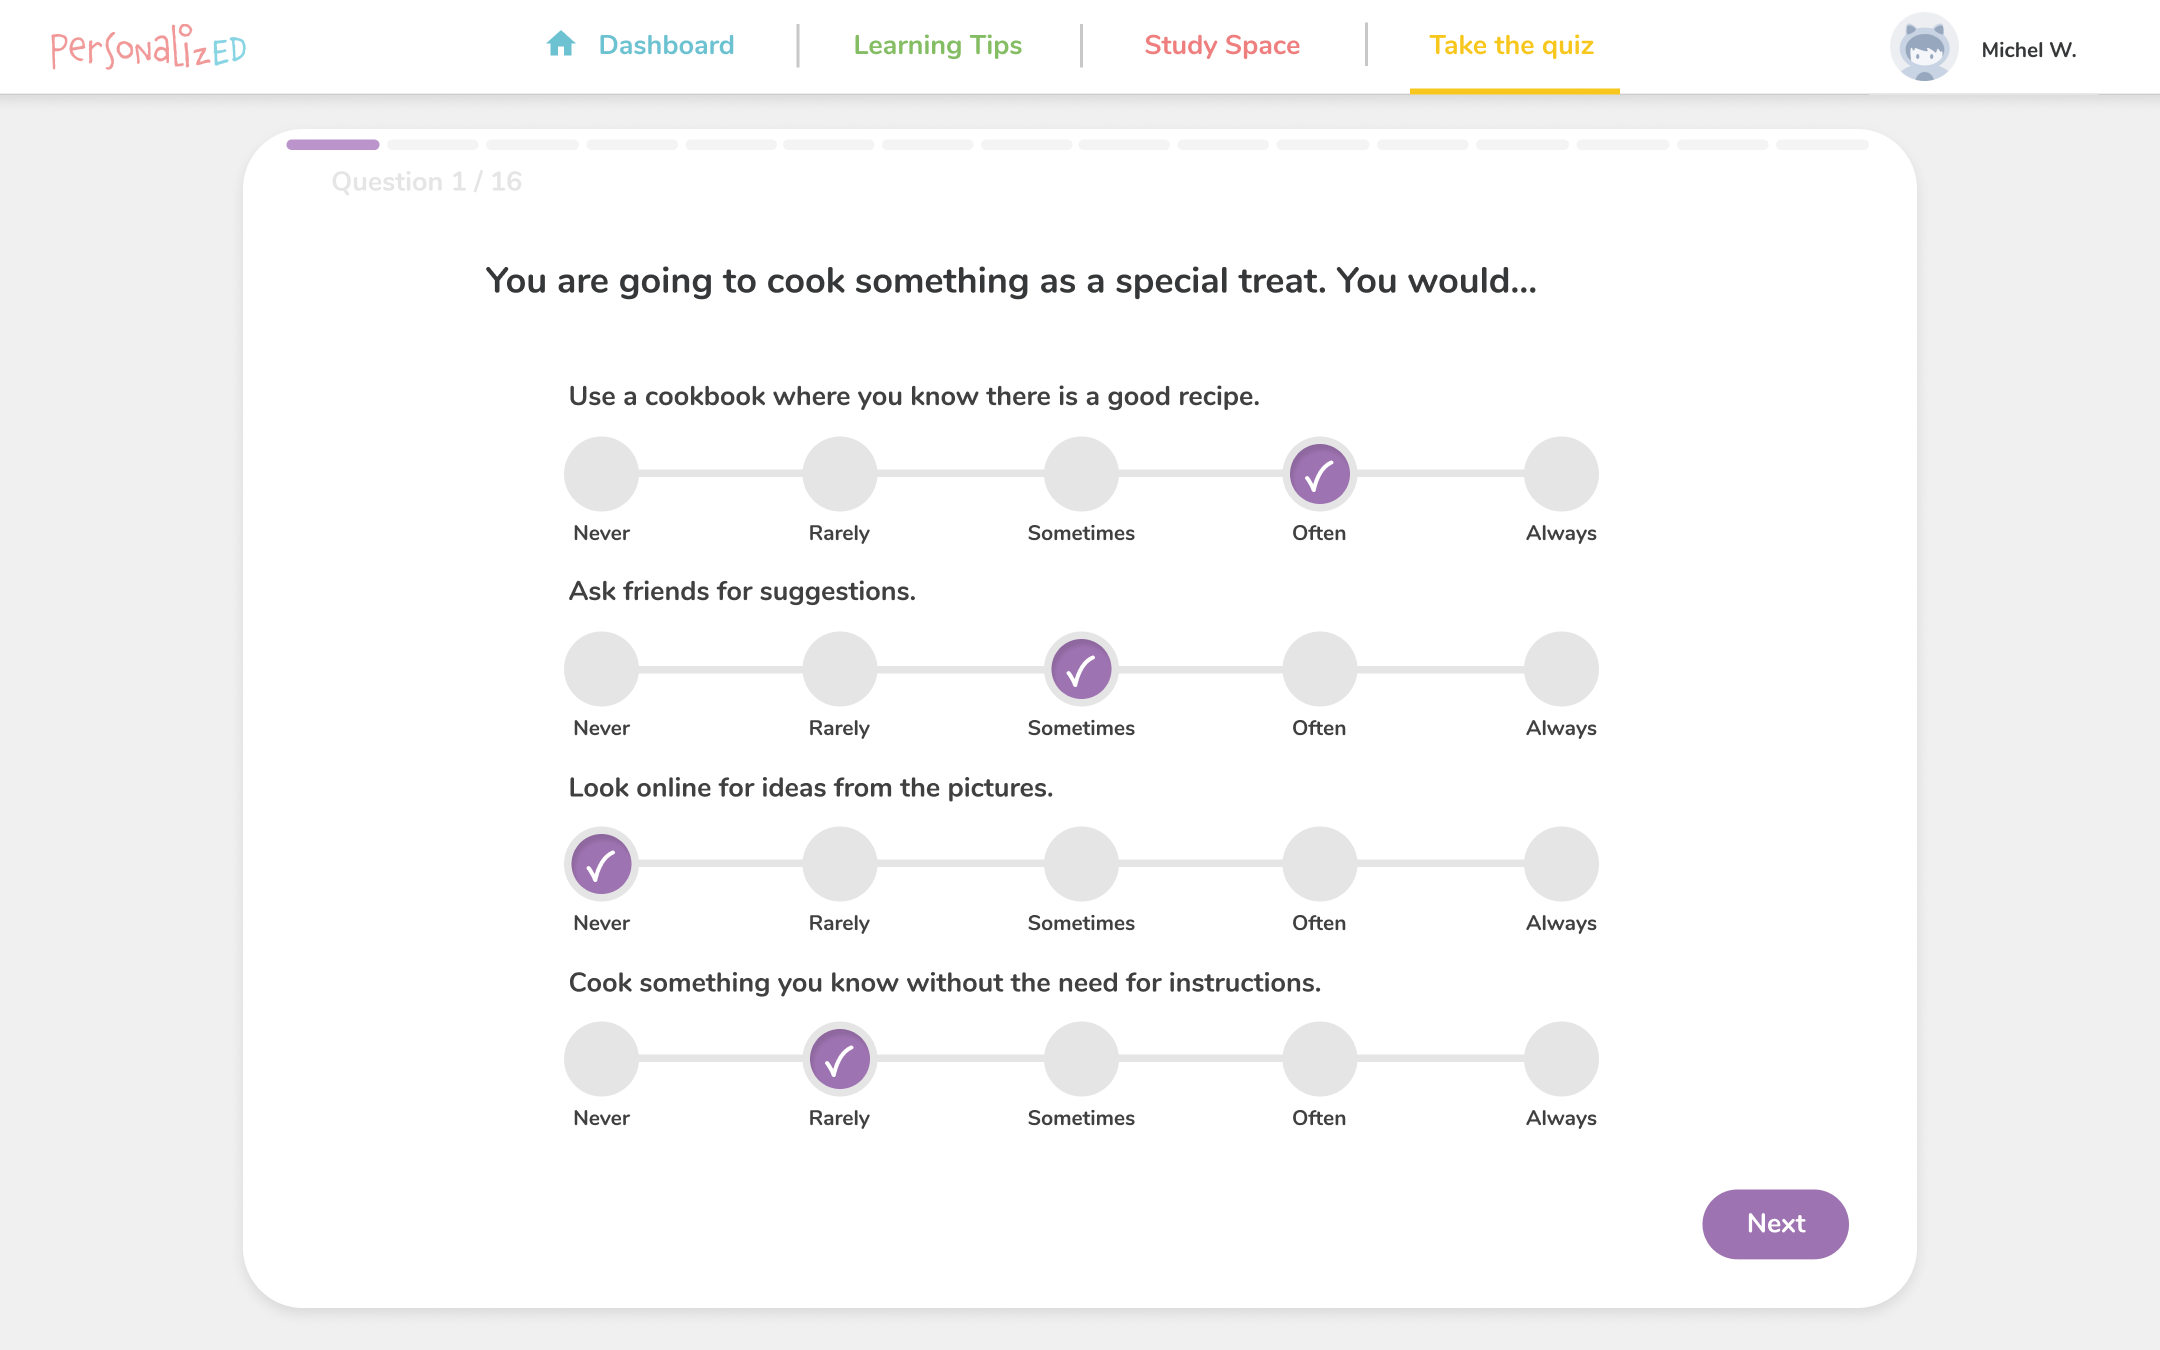 PersonalizED
Dashboard
Learning Tips
Study Space
Take the quiz
Michel W.
Question 1 / 16
You are going to cook something as a special treat. You would...
Use a cookbook where you know there is a good recipe.
Never Rarely Sometimes Often Always
Ask friends for suggestions.
Never Rarely Sometimes Often Always
Look online for ideas from the pictures.
Never Rarely Sometimes Often Always
Cook something you know without the need for instructions.
Never Rarely Sometimes Often Always
Next